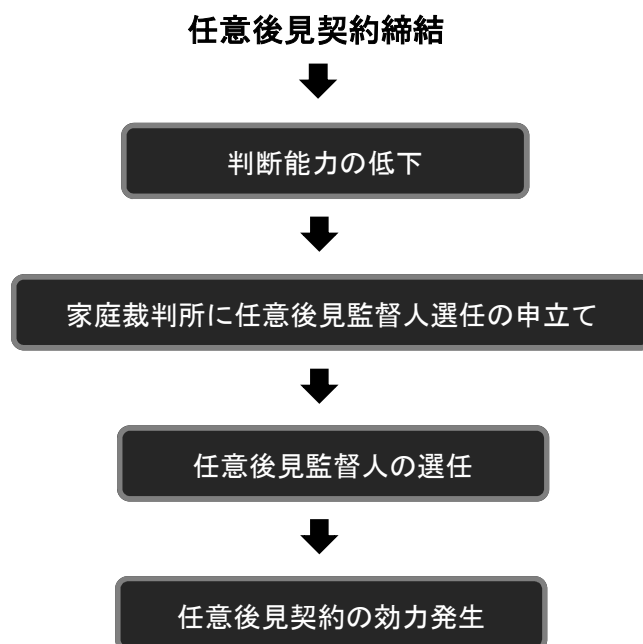 任意後見契約締結
判断能力の低下
家庭裁判所に任意後見監督人選任の申立て
任意後見監督人の選任
任意後見契約の効力発生